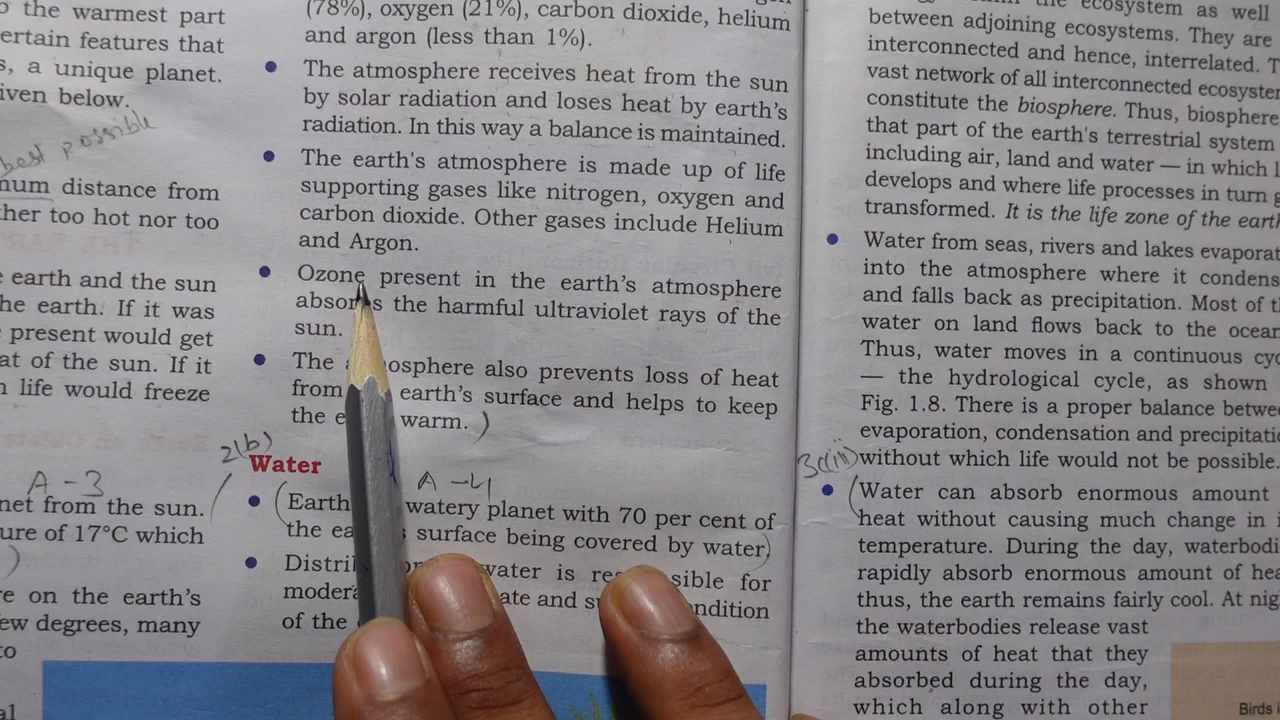 o the warmest part
ertain features that
s, a unique planet.
iven below.
best possible
num distance from
ther too hot nor too
e earth and the sun
he earth. If it was
present would get
at of the sun. If it
n life would freeze
A - 3
net from the sun.
ure of 17°C which
)
re on the earth's
few degrees, many
to
al
(78%), oxygen (21%), carbon dioxide, helium
and argon (less than 1%).
• The atmosphere receives heat from the sun
by solar radiation and loses heat by earth's
radiation. In this way a balance is maintained.
• The earth's atmosphere is made up of life
supporting gases like nitrogen, oxygen and
carbon dioxide. Other gases include Helium
and Argon.
• Ozone present in the earth's atmosphere
absorbs the harmful ultraviolet rays of the
sun.
• The atmosphere also prevents loss of heat
from earth's surface and helps to keep
the e warm. )
2(b)
Water
A - 4
• (Earth watery planet with 70 per cent of
the ea surface being covered by water)
• Distri water is responsible for
moder ate and s ondition
of the
the ecosystem as well
between adjoining ecosystems. They are
interconnected and hence, interrelated. T
vast network of all interconnected ecosyster
constitute the biosphere. Thus, biosphere
that part of the earth's terrestrial system
including air, land and water — in which l
develops and where life processes in turn g
transformed. It is the life zone of the earth
• Water from seas, rivers and lakes evaporat
into the atmosphere where it condens
and falls back as precipitation. Most of t
water on land flows back to the ocean
Thus, water moves in a continuous cyc
— the hydrological cycle, as shown
Fig. 1.8. There is a proper balance betwe
evaporation, condensation and precipitati
3(iii) without which life would not be possible.
• (Water can absorb enormous amount
heat without causing much change in i
temperature. During the day, waterbodi
rapidly absorb enormous amount of hea
thus, the earth remains fairly cool. At nig
the waterbodies release vast
amounts of heat that they
absorbed during the day,
which along with other
Birds i